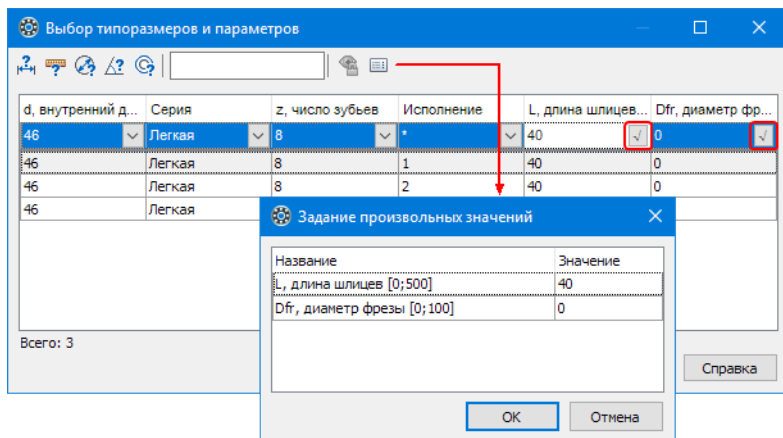 Выбор типоразмеров и параметров
d, внутренний д... Серия z, число зубьев Исполнение L, длина шлицев... Dfr, диаметр фр...
46 Легкая 8 * 40 √ 0 √
46 Легкая 8 1 40 0
46 Легкая 8 2 40 0
46 Легкая
Задание произвольных значений
Название Значение
L, длина шлицев [0;500] 40
Dfr, диаметр фрезы [0;100] 0
Всего: 3
Справка
OK Отмена